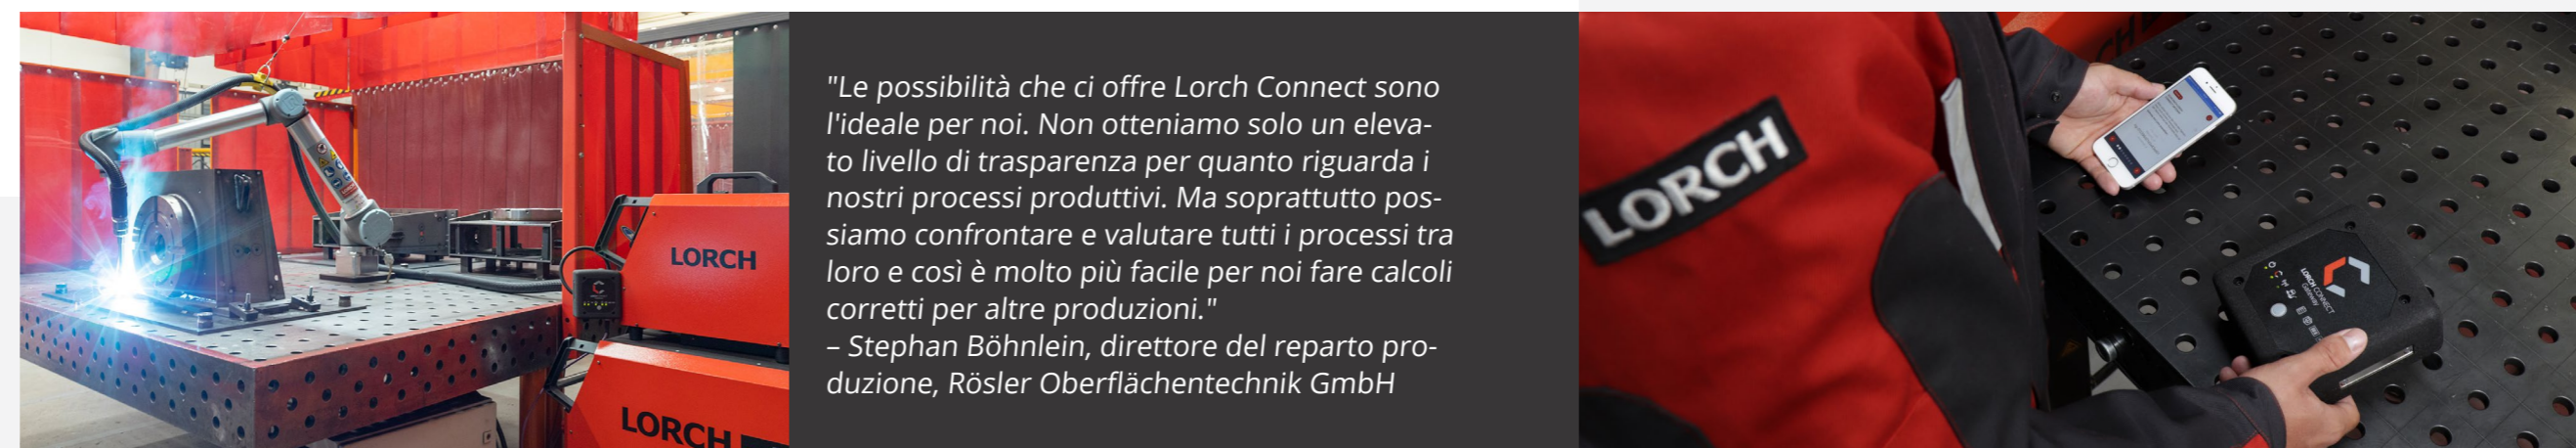 LORCH
LORCH
"Le possibilità che ci offre Lorch Connect sono
l'ideale per noi. Non otteniamo solo un eleva-
to livello di trasparenza per quanto riguarda i
nostri processi produttivi. Ma soprattutto pos-
siamo confrontare e valutare tutti i processi tra
loro e così è molto più facile per noi fare calcoli
corretti per altre produzioni."
– Stephan Böhnlein, direttore del reparto pro-
duzione, Rösler Oberflächentechnik GmbH
LORCH
LORCH CONNECT
Gateway